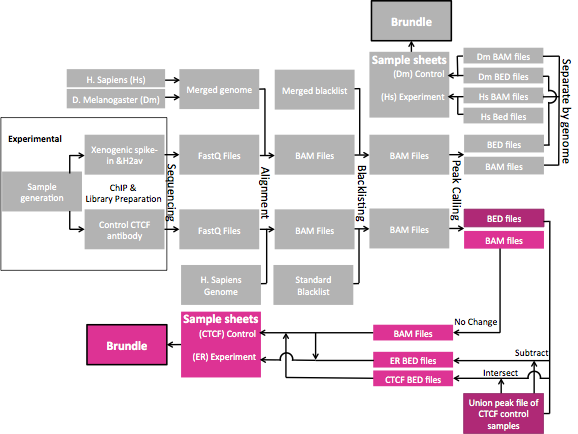 Brundle
Sample sheets
(Dm) Control
(Hs) Experiment
Dm BAM files
Dm BED files
Hs BAM files
Hs Bed files
Separate by genome
H. Sapiens (Hs)
D. Melanogaster (Dm)
Merged genome
Merged blacklist
Experimental
Xenogenic spike-
in &H2av
FastQ Files
BAM Files
BAM Files
BED files
BAM files
Sample
generation
ChIP &
Library Preparation
Sequencing
Alignment
Blacklisting
Peak Calling
Control CTCF
antibody
FastQ Files
BAM Files
BAM Files
BED files
BAM files
H. Sapiens
Genome
Standard
Blacklist
No Change
Sample sheets
(CTCF) Control
(ER) Experiment
Brundle
BAM Files
Subtract
ER BED files
Intersect
CTCF BED files
Union peak file of
CTCF control
samples